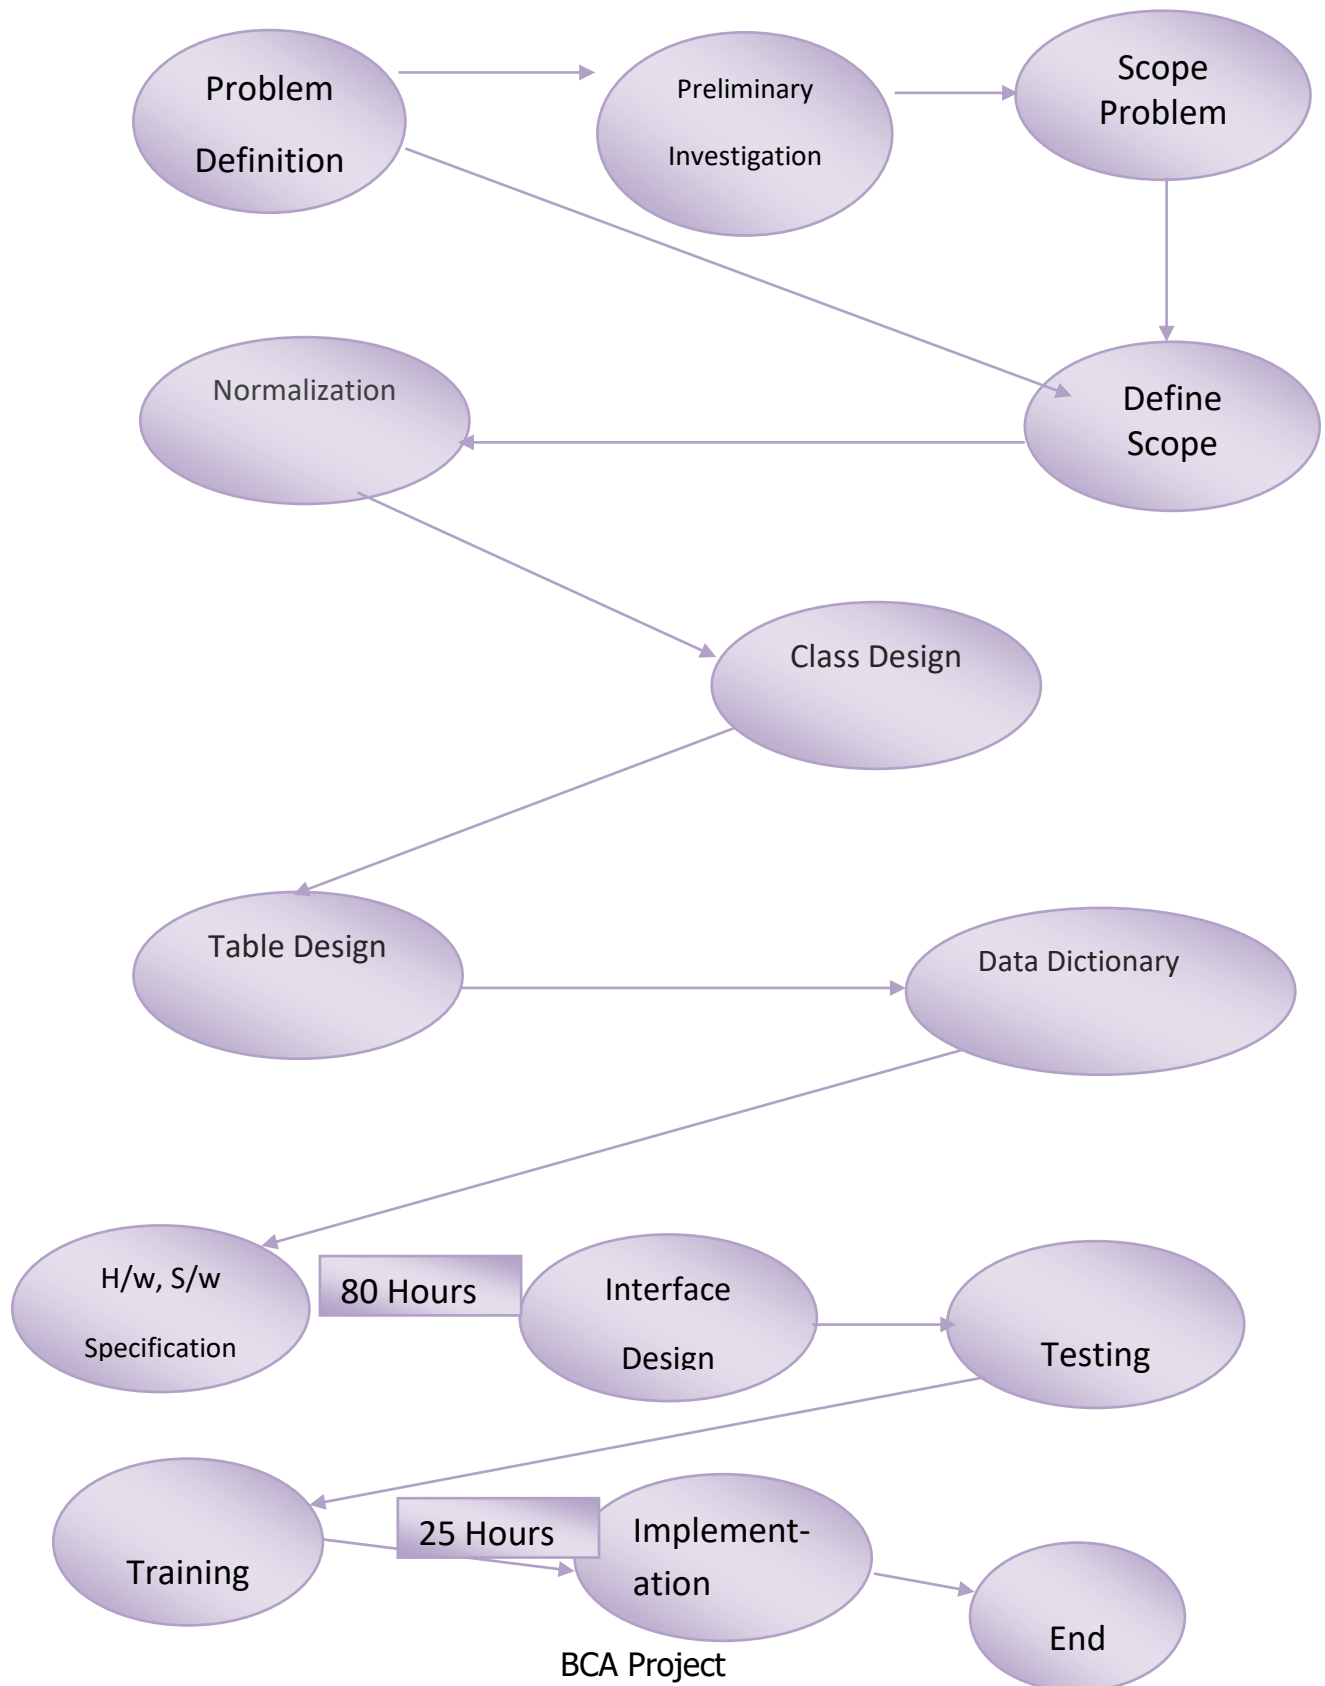 Problem
Definition
Preliminary
Investigation
Scope
Problem
Normalization
Define
Scope
Class Design
Table Design
Data Dictionary
H/w, S/w
Specification
80 Hours
Interface
Design
Testing
Training
25 Hours
Implement-
ation
End
BCA Project